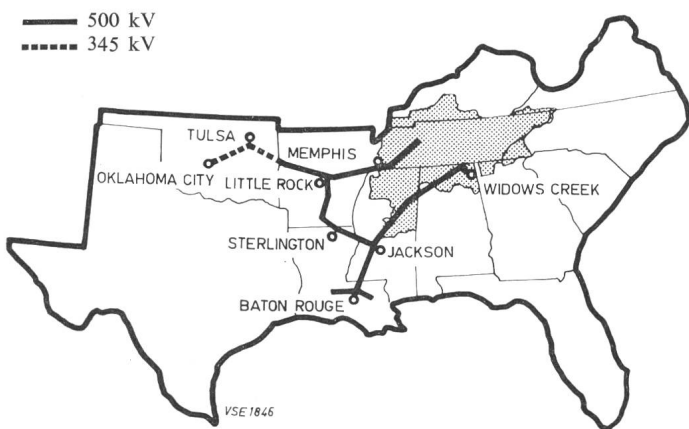 500 kV
345 kV
TULSA
MEMPHIS
OKLAHOMA CITY
LITTLE ROCK
WIDOWS CREEK
STERLINGTON
JACKSON
BATON ROUGE
VSE 1846